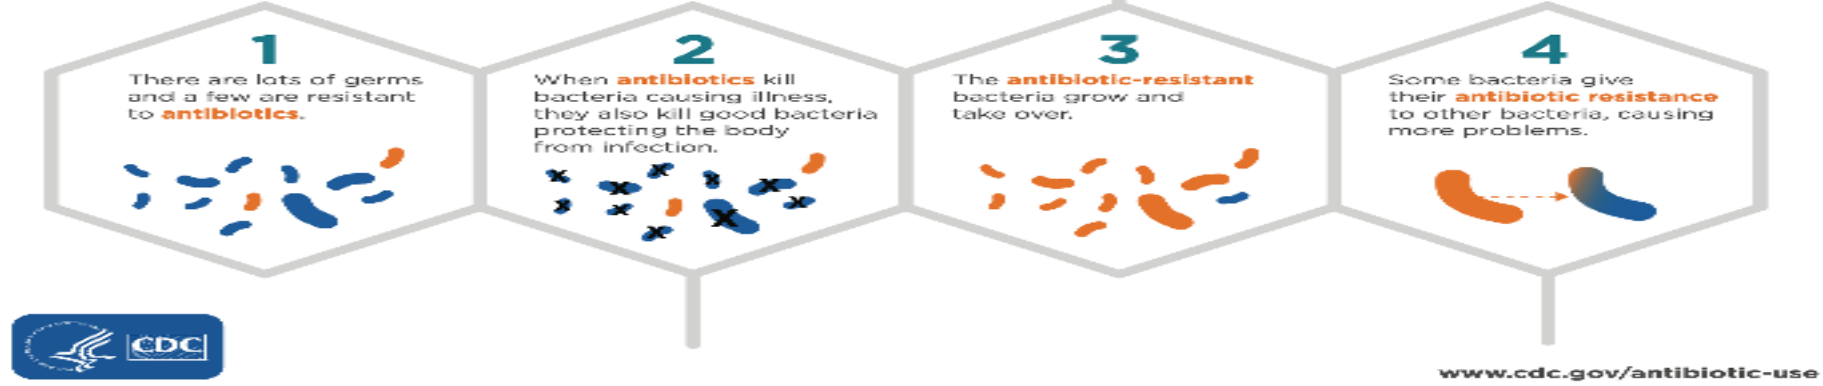 1
There are lots of germs
and a few are resistant
to antibiotics.
2
When antibiotics kill
bacteria causing illness,
they also kill good bacteria
protecting the body
from infection.
x x x x x x x x x x
3
The antibiotic-resistant
bacteria grow and
take over.
4
Some bacteria give
their antibiotic resistance
to other bacteria, causing
more problems.
CDC
www.cdc.gov/antibiotic-use